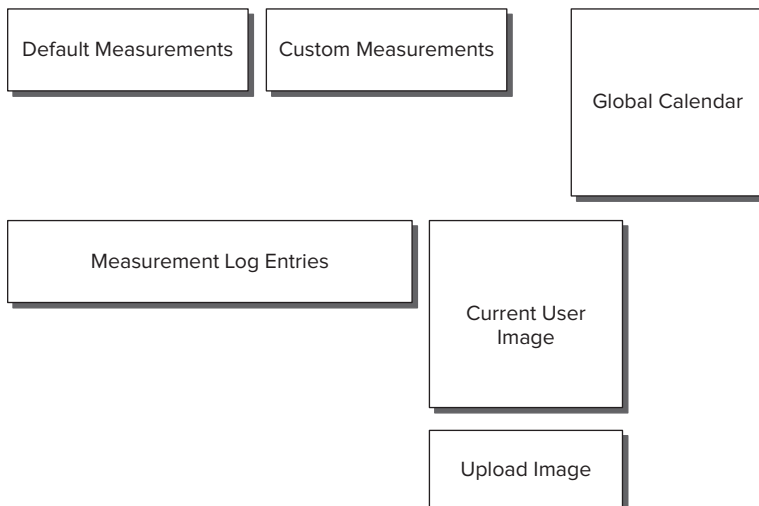 Default Measurements
Custom Measurements
Global Calendar
Measurement Log Entries
Current User
Image
Upload Image